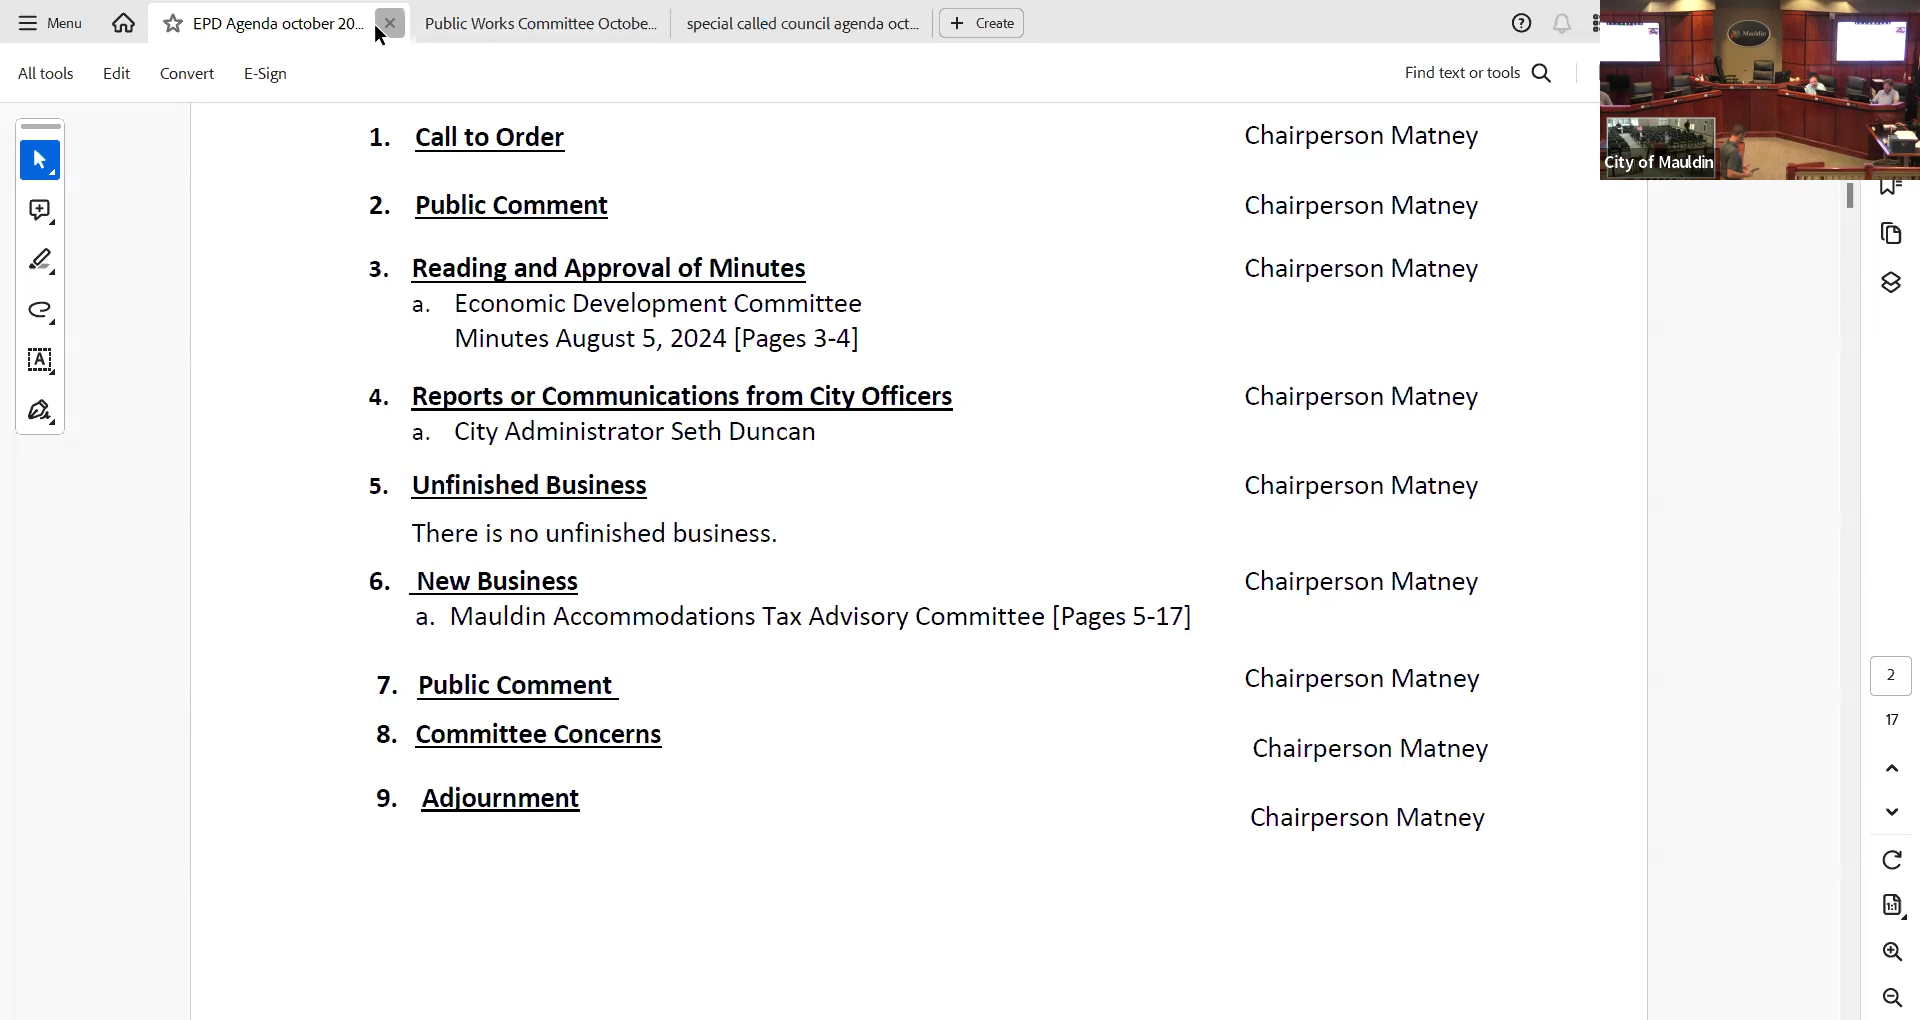 Menu
EPD Agenda october 20...
Public Works Committee Octobe...
special called council agenda oct...
Create
All tools
Edit
Convert
E-Sign
Find text or tools
Mauldin
City of Mauldin
1. Call to Order Chairperson Matney
2. Public Comment Chairperson Matney
3. Reading and Approval of Minutes Chairperson Matney
a. Economic Development Committee
Minutes August 5, 2024 [Pages 3-4]
4. Reports or Communications from City Officers Chairperson Matney
a. City Administrator Seth Duncan
5. Unfinished Business Chairperson Matney
There is no unfinished business.
6. New Business Chairperson Matney
a. Mauldin Accommodations Tax Advisory Committee [Pages 5-17]
7. Public Comment Chairperson Matney
8. Committee Concerns Chairperson Matney
9. Adjournment Chairperson Matney
2
17